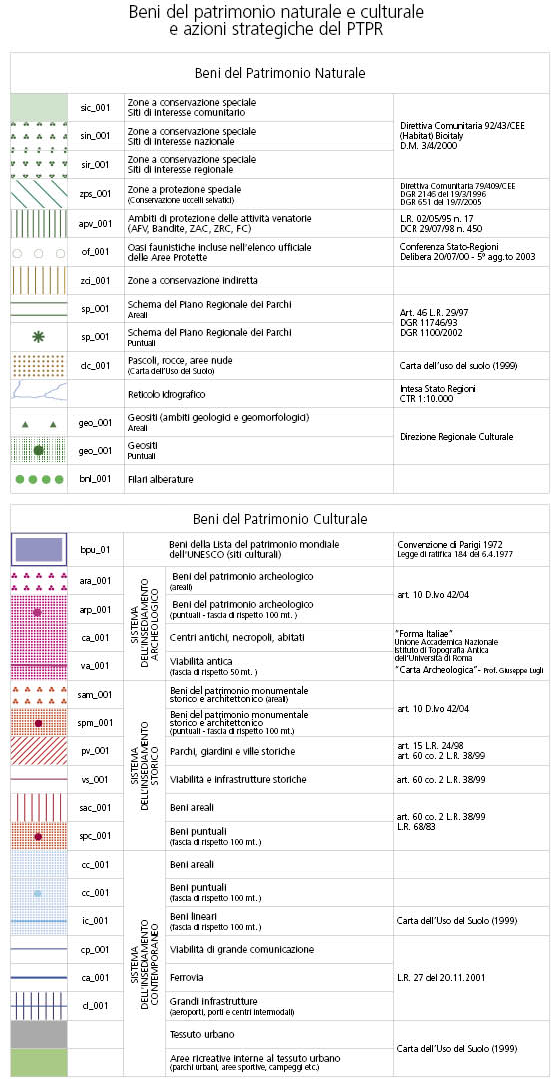 Beni del patrimonio naturale e culturale
e azioni strategiche del PTPR
Beni del Patrimonio Naturale
sic_001
Zone a conservazione speciale
Siti di interesse comunitario
sin_001
Zone a conservazione speciale
Siti di interesse nazionale
Direttiva Comunitaria 92/43/CEE
(Habitat) Bioitaly
D.M. 3/4/2000
sir_001
Zone a conservazione speciale
Siti di interesse regionale
zps_001
Zona a protezione speciale
(Conservazione uccelli selvatici)
Direttiva Comunitaria 79/409/CEE
DGR 2146 del 19/3/1996
DGR 651 del 19/7/2005
apv_001
Ambiti di protezione delle attività venatorie
(AFV, Bandite, ZAC, ZRC, FC)
L.R. 02/05/95 n. 17
DCR 29/07/98 n. 450
of_001
Oasi faunistiche incluse nell'elenco ufficiale
delle Aree Protette
Conferenza Stato-Regioni
Delibera 20/07/00 - 5° agg.to 2003
zci_001
Zone a conservazione indiretta
sp_001
Schema del Piano Regionale dei Parchi
Areali
Art. 46 L.R. 29/97
DGR 11746/93
DGR 1100/2002
sp_001
Schema del Piano Regionale dei Parchi
Puntuali
clc_001
Pascoli, rocce, aree nude
(Carta dell'Uso del Suolo)
Carta dell'uso del suolo (1999)
Reticolo idrografico
Intesa Stato Regioni
CTR 1:10.000
geo_001
Geositi (ambiti geologici e geomorfologici)
Areali
Direzione Regionale Culturale
geo_001
Geositi
Puntuali
bnl_001
Filari alberature
Beni del Patrimonio Culturale
bpu_01
Beni della Lista del patrimonio mondiale
dell'UNESCO (siti culturali)
Convenzione di Parigi 1972
Legge di ratifica 184 del 6.4.1977
SISTEMA
DELL'INSEDIAMENTO
ARCHEOLOGICO
ara_001
Beni del patrimonio archeologico
(areali)
art. 10 D.lvo 42/04
arp_001
Beni del patrimonio archeologico
(puntuali - fascia di rispetto 100 mt. )
ca_001
Centri antichi, necropoli, abitati
"Forma Italiae"
Unione Accademica Nazionale
Istituto di Topografia Antica
dell'Università di Roma
"Carta Archeologica"- Prof. Giuseppe Lugli
va_001
Viabilità antica
(fascia di rispetto 50 mt. )
SISTEMA
DELL'INSEDIAMENTO
STORICO
sam_001
Beni del patrimonio monumentale
storico e architettonico (areali)
art. 10 D.lvo 42/04
spm_001
Beni del patrimonio monumentale
storico e architettonico
(puntuali - fascia di rispetto 100 mt.)
pv_001
Parchi, giardini e ville storiche
art. 15 L.R. 24/98
art. 60 co. 2 L.R. 38/99
vs_001
Viabilità e infrastrutture storiche
art. 60 co. 2 L.R. 38/99
sac_001
Beni areali
art. 60 co. 2 L.R. 38/99
L.R. 68/83
spc_001
Beni puntuali
(fascia di rispetto 100 mt. )
SISTEMA
DELL'INSEDIAMENTO
CONTEMPORANEO
cc_001
Beni areali
cc_001
Beni puntuali
(fascia di rispetto 100 mt. )
ic_001
Beni lineari
(fascia di rispetto 100 mt. )
Carta dell'Uso del Suolo (1999)
cp_001
Viabilità di grande comunicazione
ca_001
Ferrovia
L.R. 27 del 20.11.2001
cl_001
Grandi infrastrutture
(aeroporti, porti e centri intermodali)
Tessuto urbano
Carta dell'Uso del Suolo (1999)
Aree ricreative interne al tessuto urbano
(parchi urbani, aree sportive, campeggi etc.)